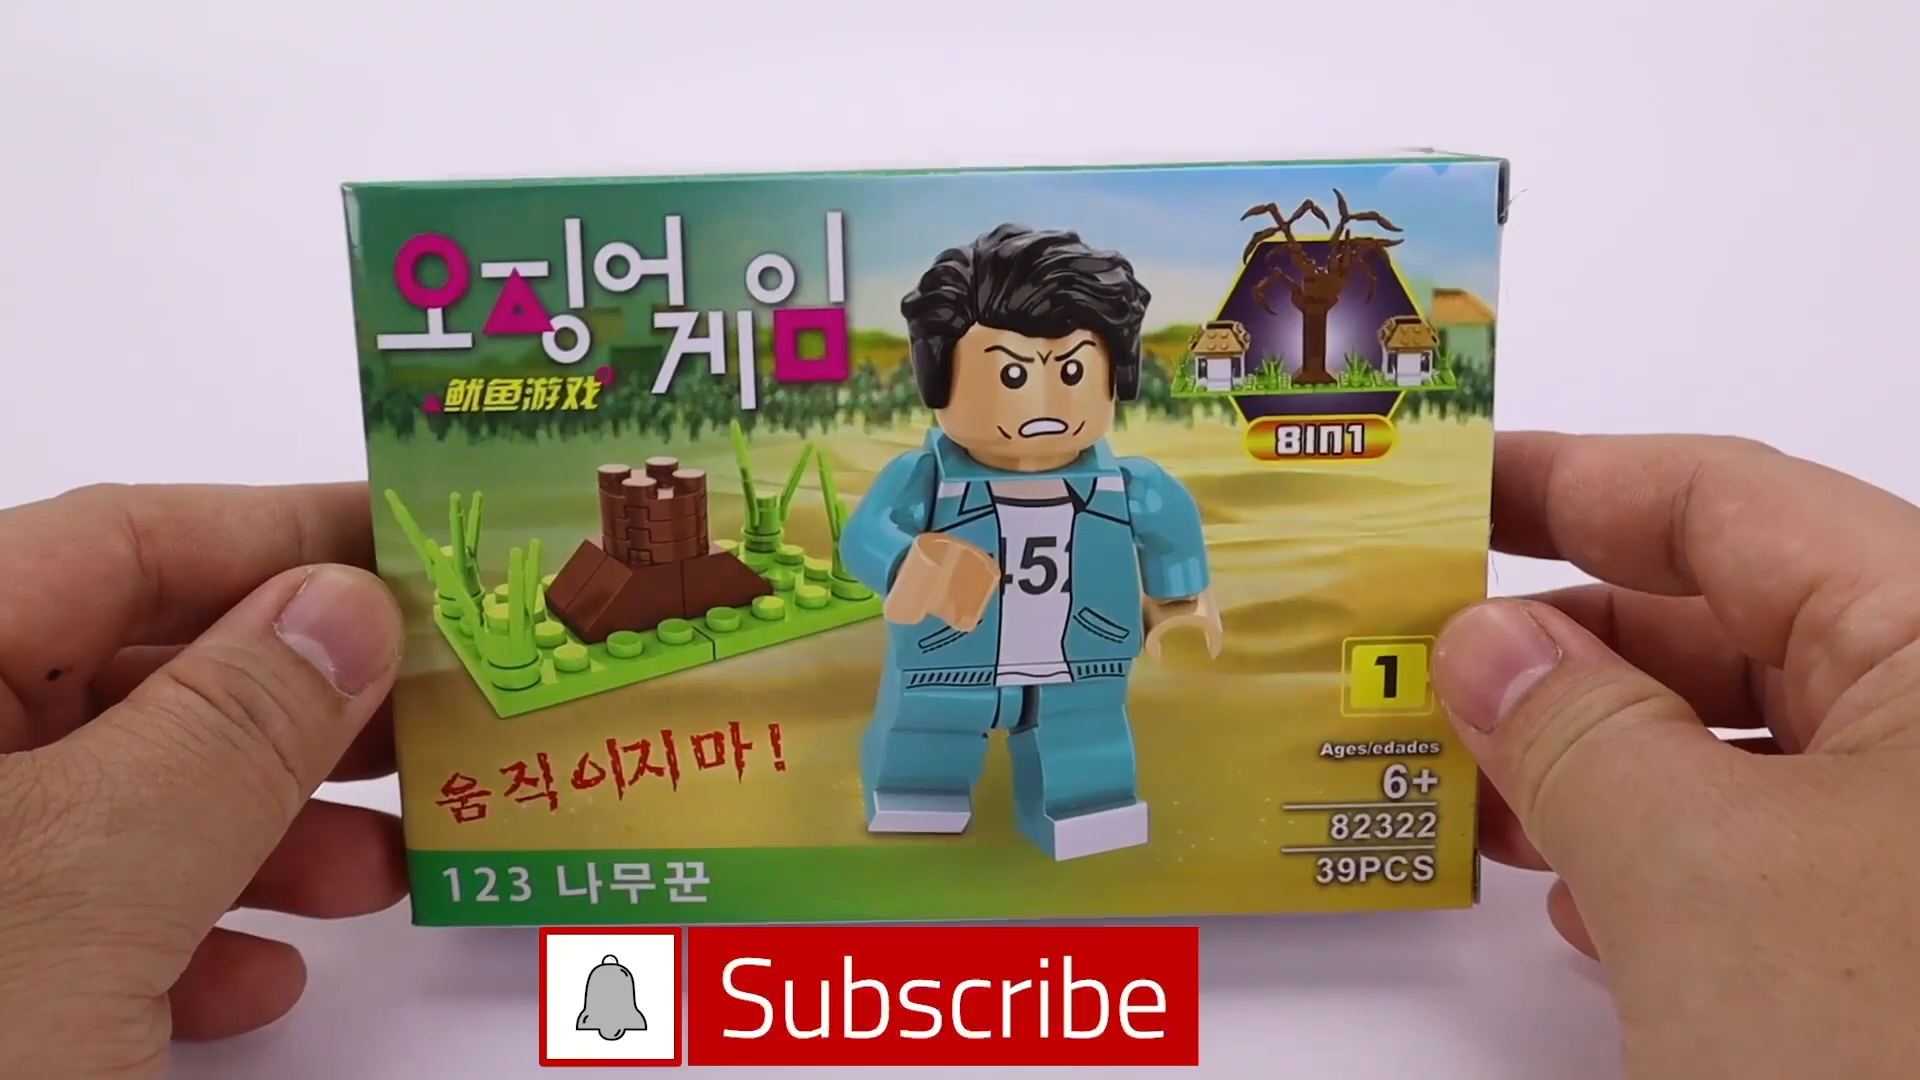 오징어
게임
鱿鱼游戏
8IN1
452
움직이지마!
1
Ages/edades
6+
82322
39PCS
123 나무꾼
Subscribe